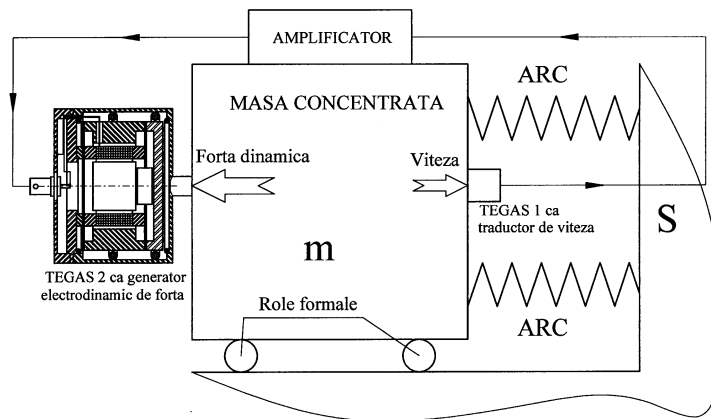 AMPLIFICATOR
ARC
MASA CONCENTRATA
Forta dinamica
Viteza
TEGAS 1 ca
traductor de viteza
S
m
TEGAS 2 ca generator
electrodinamic de forta
Role formale
ARC